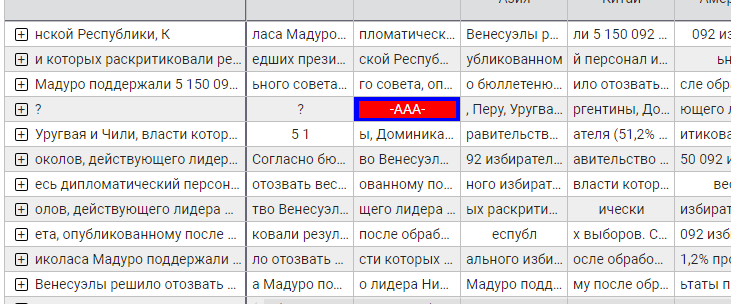 Азия Китай
нской Республики, К ласа Мадуро... пломатическ... Венесуэлы р... ли 5 150 092 ... 092 из
и которых раскритиковали ре... едших прези... ской Респуб... убликованном й персонал и... ьн
Мадуро поддержали 5 150 09... ьного совета... го совета, оп... о бюллетеню... ило отозвать... сле обра
? ? -AAA- , Перу, Уругва... ргентины, До... ющего л
Уругвая и Чили, власти котор... 5 1 ы, Доминика... равительств... ателя (51,2% ... итикова
околов, действующего лидер... Согласно бю... во Венесуэл... 92 избирател... авительство ... 50 092 и
есь дипломатический персон... отозвать вес... ованному по... ного избират... власти котор... вес
олов, действующего лидера ... тво Венесуэл... щего лидера ... ых раскрити... ически избират
ета, опубликованному после ... ковали резул... после обраб... еспубл х выборов. С... 092 изб
иколаса Мадуро поддержали ... ло отозвать ... сти которых ... ального изби... осле обрабо... 1,2% про
Венесуэлы решило отозвать ... а Мадуро по... о лидера Ни... Мадуро подд... му после обр... ьтаты п